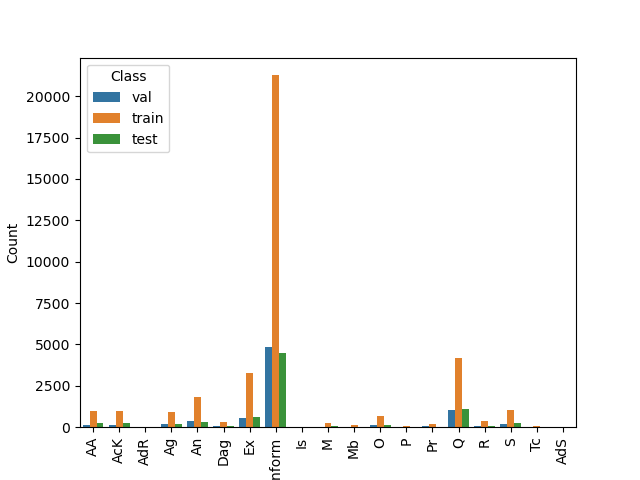 Class
val
train
test
Count
20000
17500
15000
12500
10000
7500
5000
2500
0
AA
AcK
AdR
Ag
An
Dag
Ex
nform
Is
M
Mb
O
P
Pr
Q
R
S
Tc
AdS